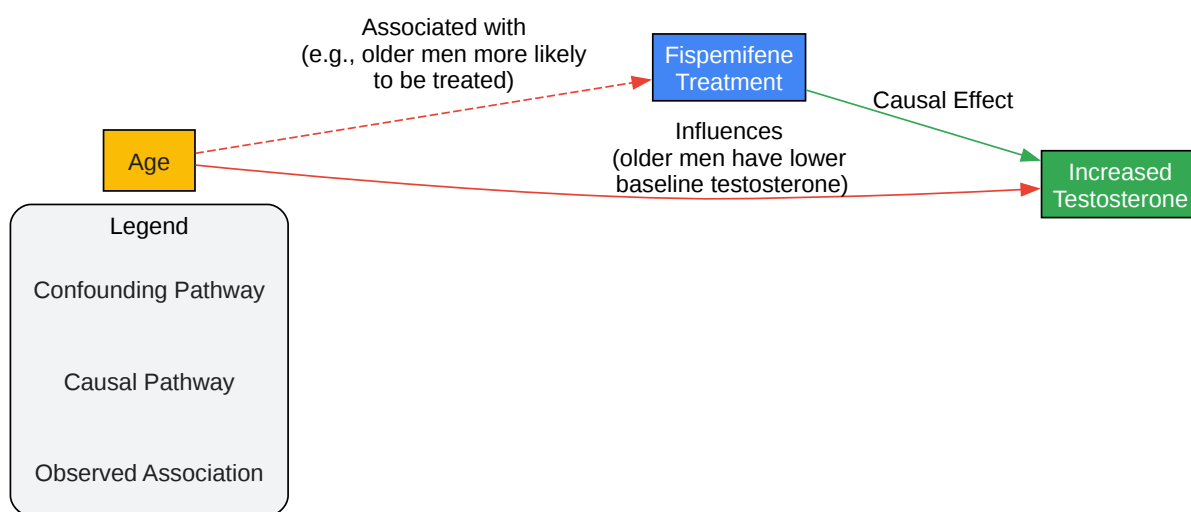 Associated with
(e.g., older men more likely
to be treated)
Fispemifene
Treatment
Causal Effect
Influences
(older men have lower
baseline testosterone)
Age
Increased
Testosterone
Legend
Confounding Pathway
Causal Pathway
Observed Association